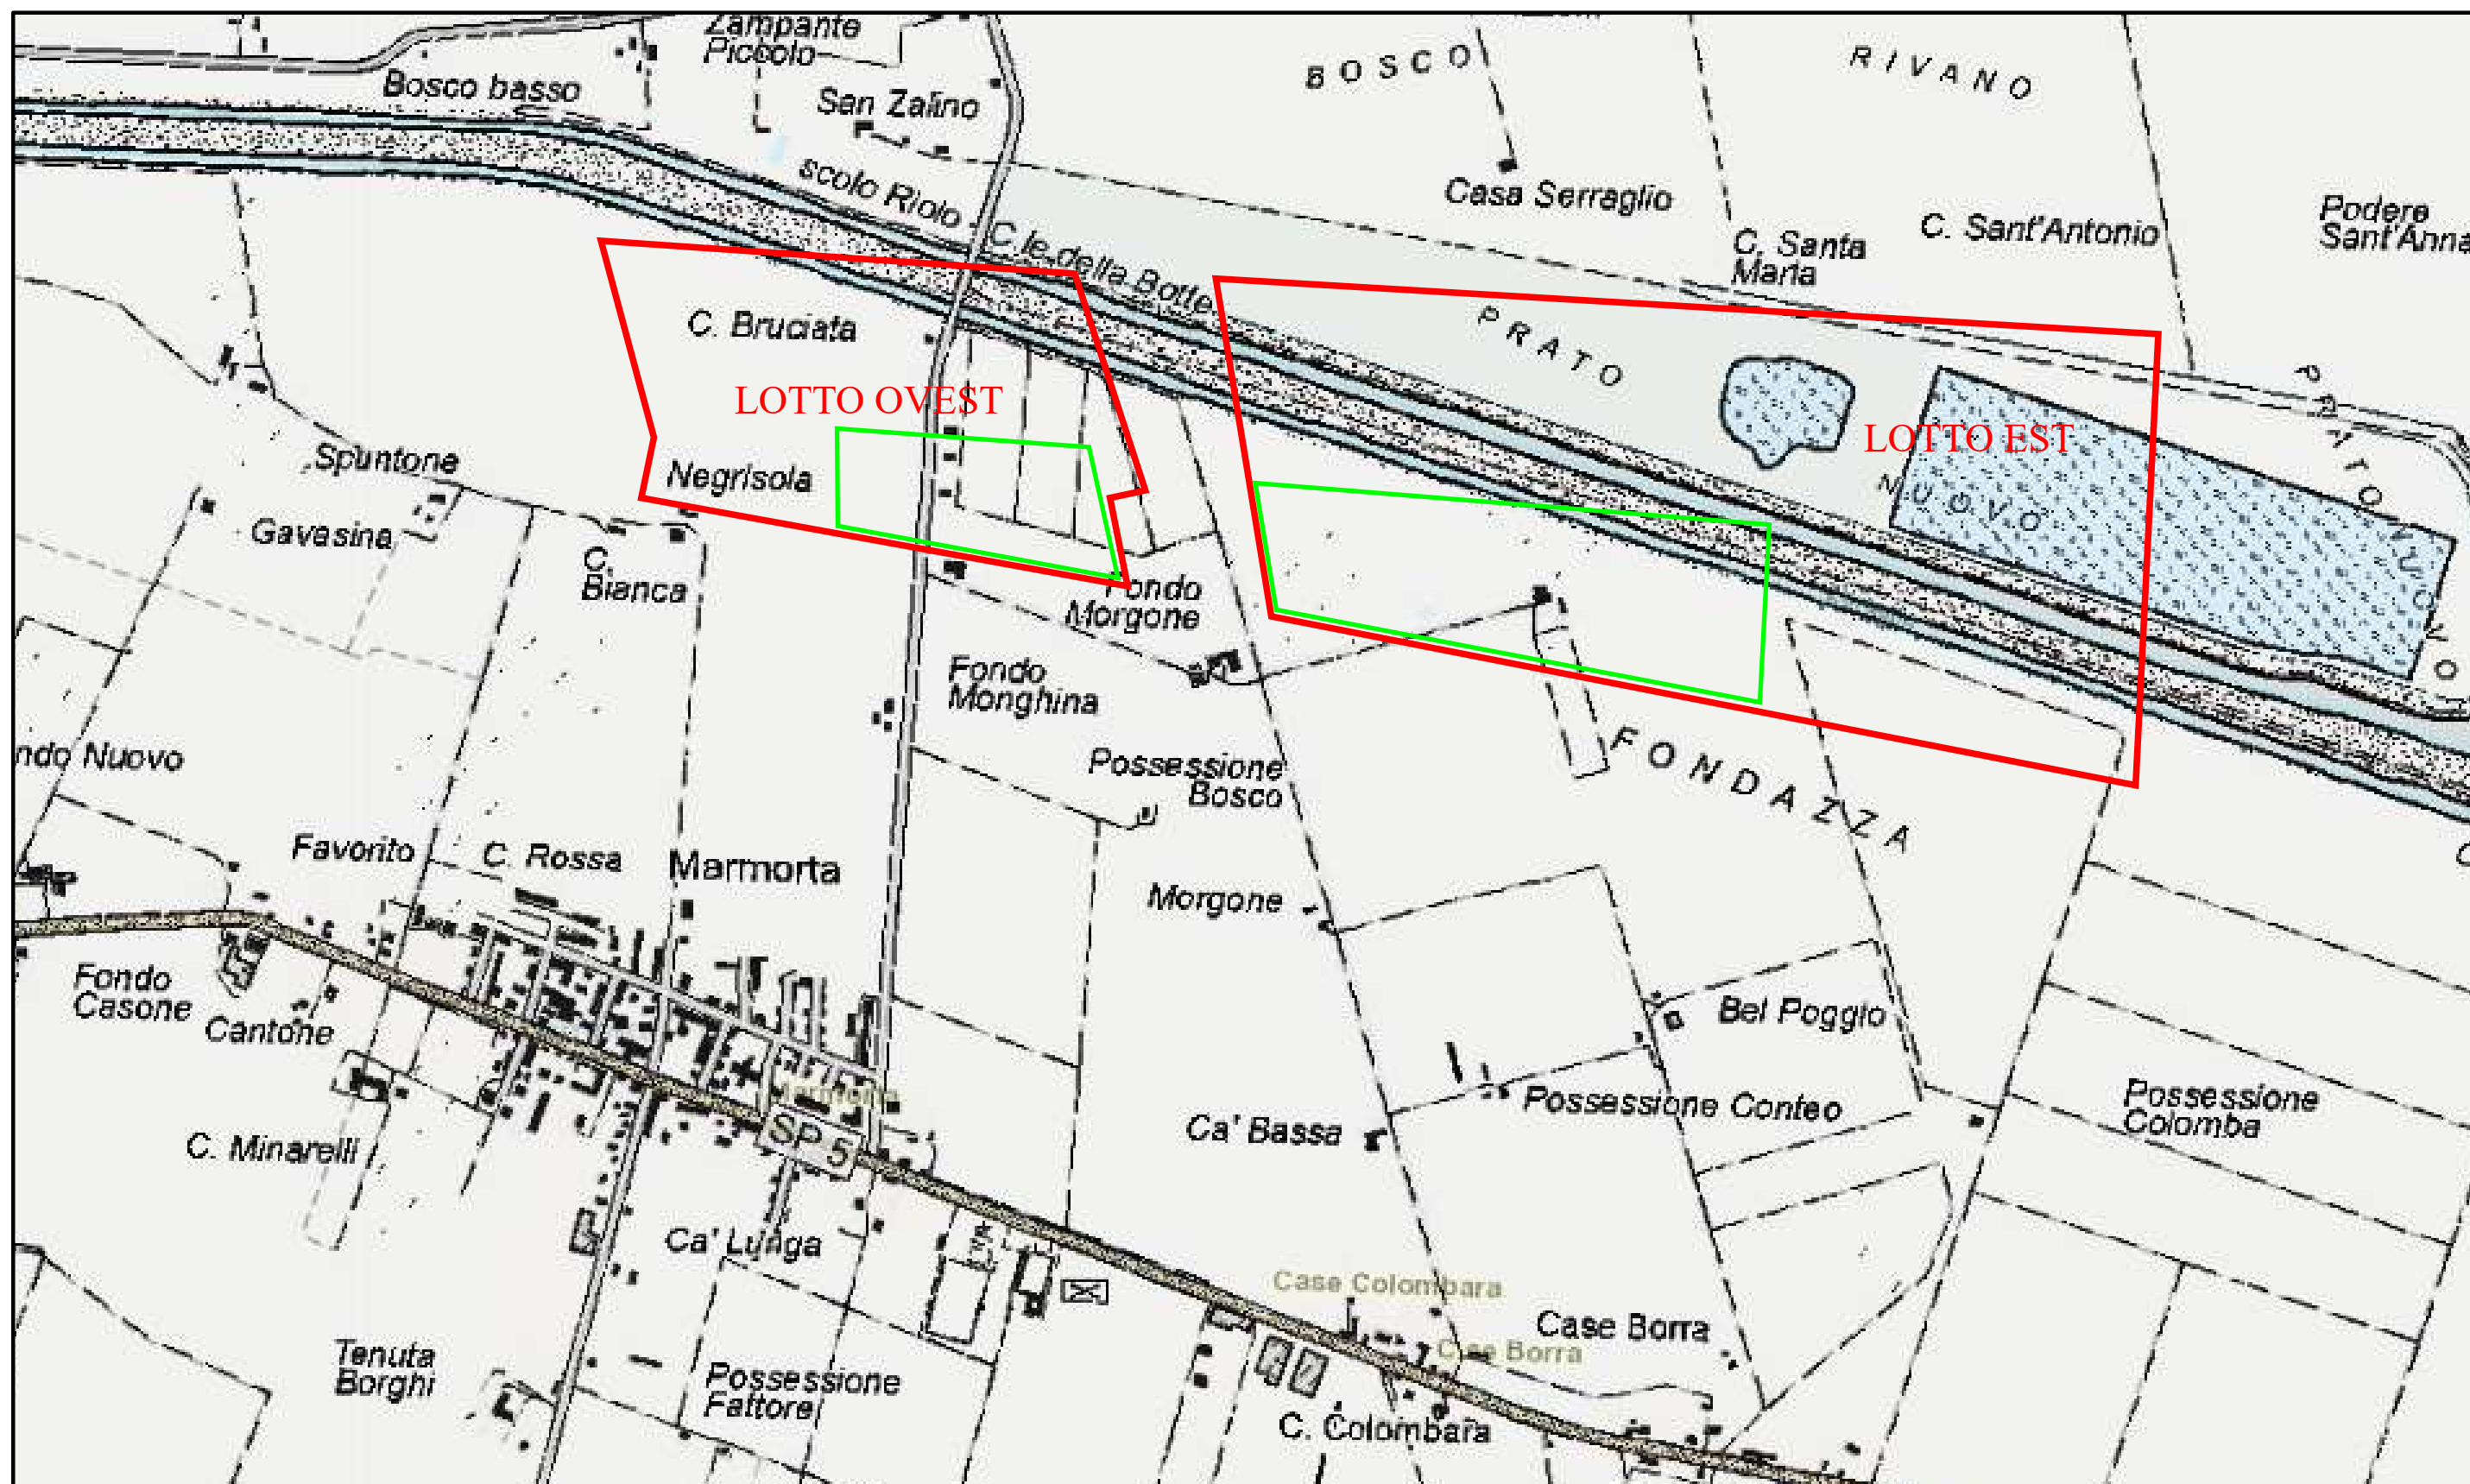 Zampante
Piccolo
Bosco basso
San Zalino
BOSCO
RIVANO
scolo Riolo - C.le della Botte
Casa Serraglio
C. Santa
Maria
C. Sant'Antonio
Podere
Sant'Anna
C. Bruciata
PRATO
LOTTO OVEST
LOTTO EST
PRATO NUOVO
Spuntone
Negrisola
NUOVO
Gavasina
C.
Bianca
Fondo
Morgone
Fondo
Monghina
ndo Nuovo
Possessione
Bosco
FONDAZZA
Favorito
C. Rossa
Marmorta
Morgone
Fondo
Casone
Cantone
Bel Poggio
Marmorta
SP 5
Possessione Conteo
Possessione
Colomba
Ca' Bassa
C. Minarelli
Ca' Lunga
Case Colombara
Case Borra
Case Borra
Tenuta
Borghi
Possessione
Fattore
C. Colombara